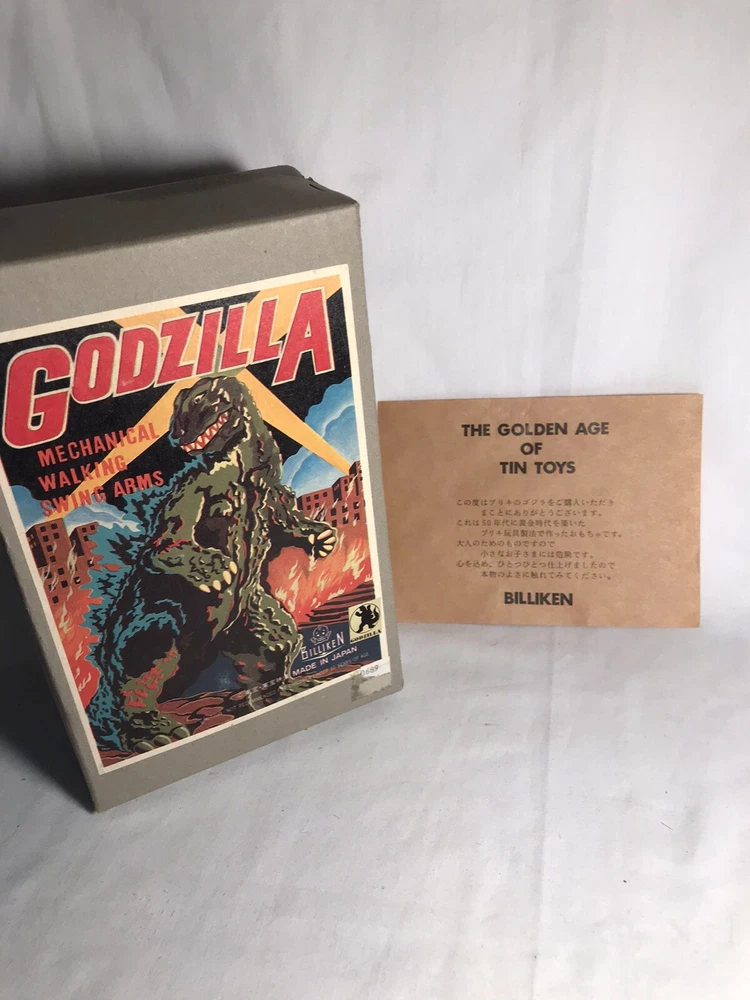 GODZILLA
MECHANICAL
WALKING
SWING ARMS
BILLIKEN
MADE IN JAPAN
GODZILLA
THE GOLDEN AGE
OF
TIN TOYS
この度はブリキのゴジラをご購入いただき
まことにありがとうございます。
これは50年代に黄金時代を築いた
ブリキ玩具製法で作ったおもちゃです。
大人のためのものですので
小さなお子さまには危険です。
心を込め、ひとつひとつ仕上げましたので
本物のよさに触れてみてください。
BILLIKEN